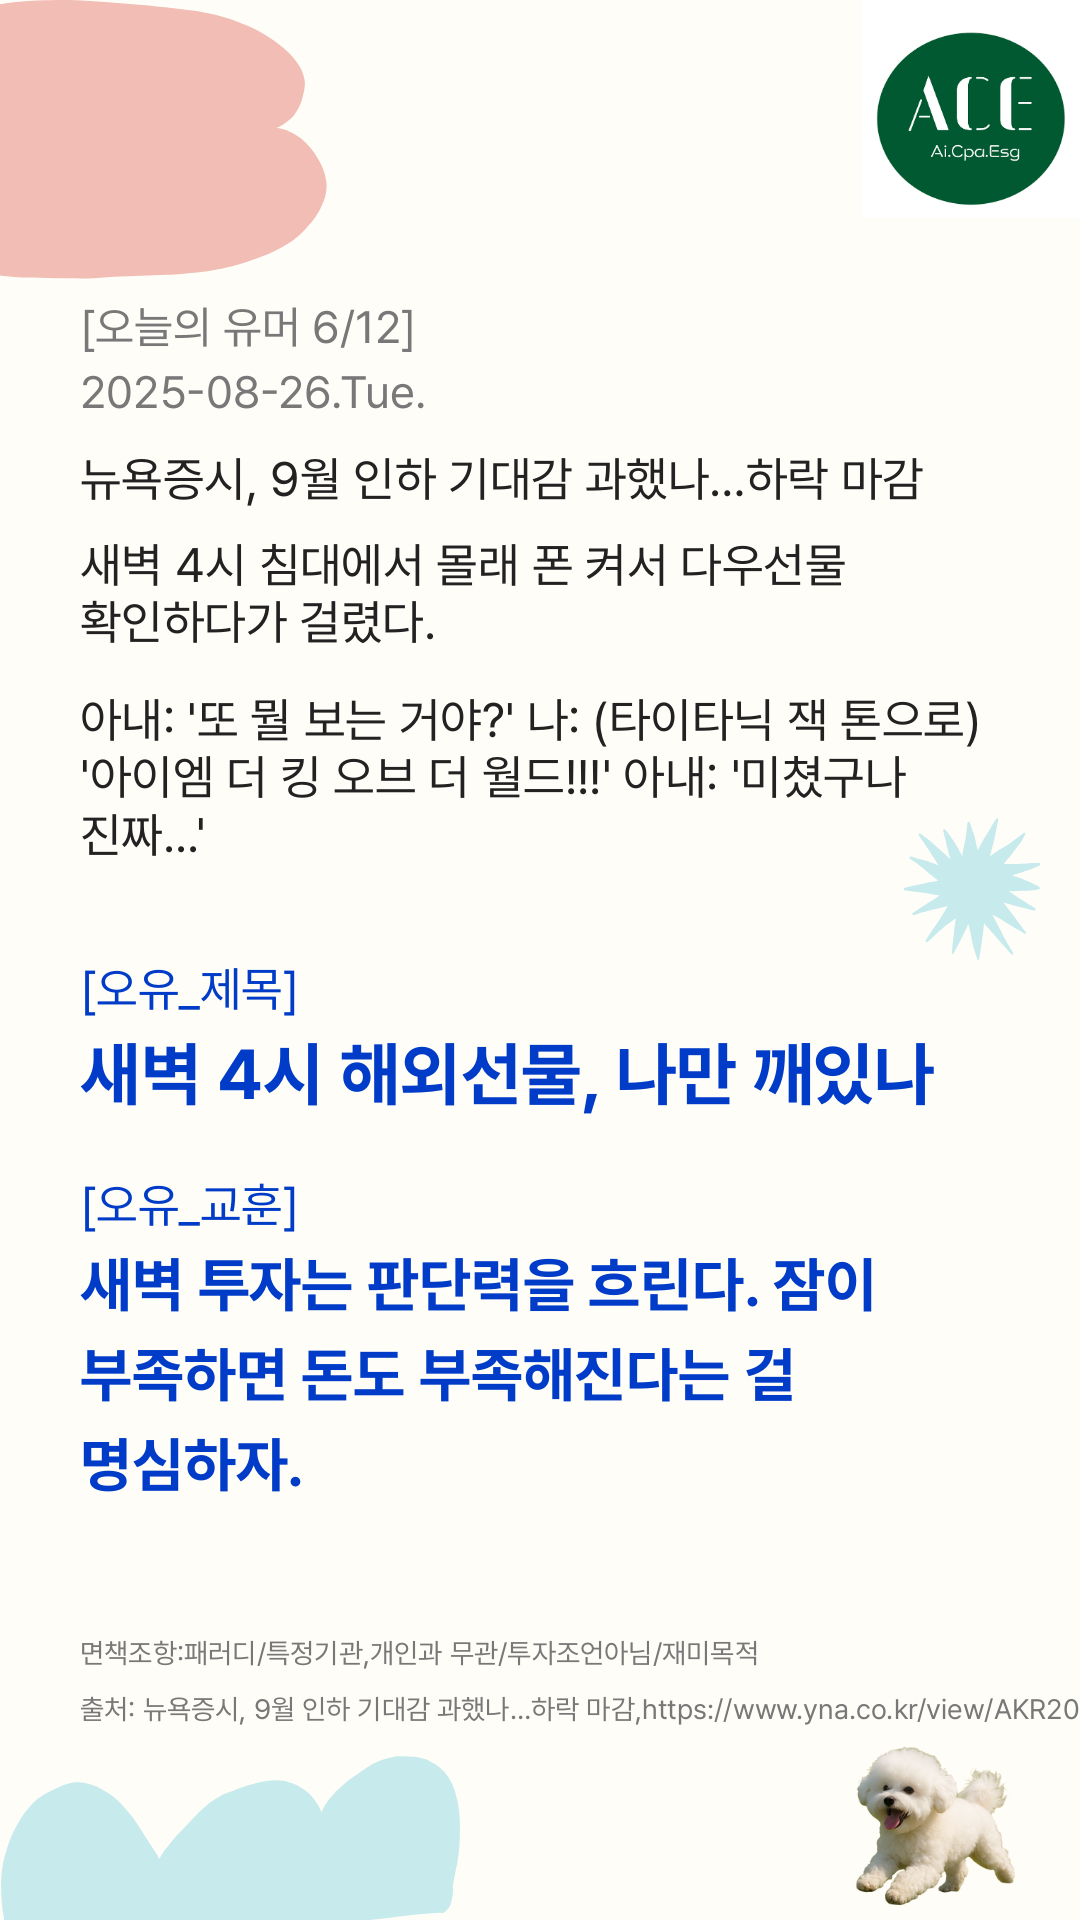 ACE
Ai.Cpa.Esg
[오늘의 유머 6/12]
2025-08-26.Tue.
뉴욕증시, 9월 인하 기대감 과했나...하락 마감
새벽 4시 침대에서 몰래 폰 켜서 다우선물
확인하다가 걸렸다.
아내: '또 뭘 보는 거야?' 나: (타이타닉 잭 톤으로)
'아이엠 더 킹 오브 더 월드!!!' 아내: '미쳤구나
진짜...'
[오유_제목]
새벽 4시 해외선물, 나만 깨있나
[오유_교훈]
새벽 투자는 판단력을 흐린다. 잠이
부족하면 돈도 부족해진다는 걸
명심하자.
면책조항:패러디/특정기관,개인과 무관/투자조언아님/재미목적
출처: 뉴욕증시, 9월 인하 기대감 과했나...하락 마감,https://www.yna.co.kr/view/AKR20